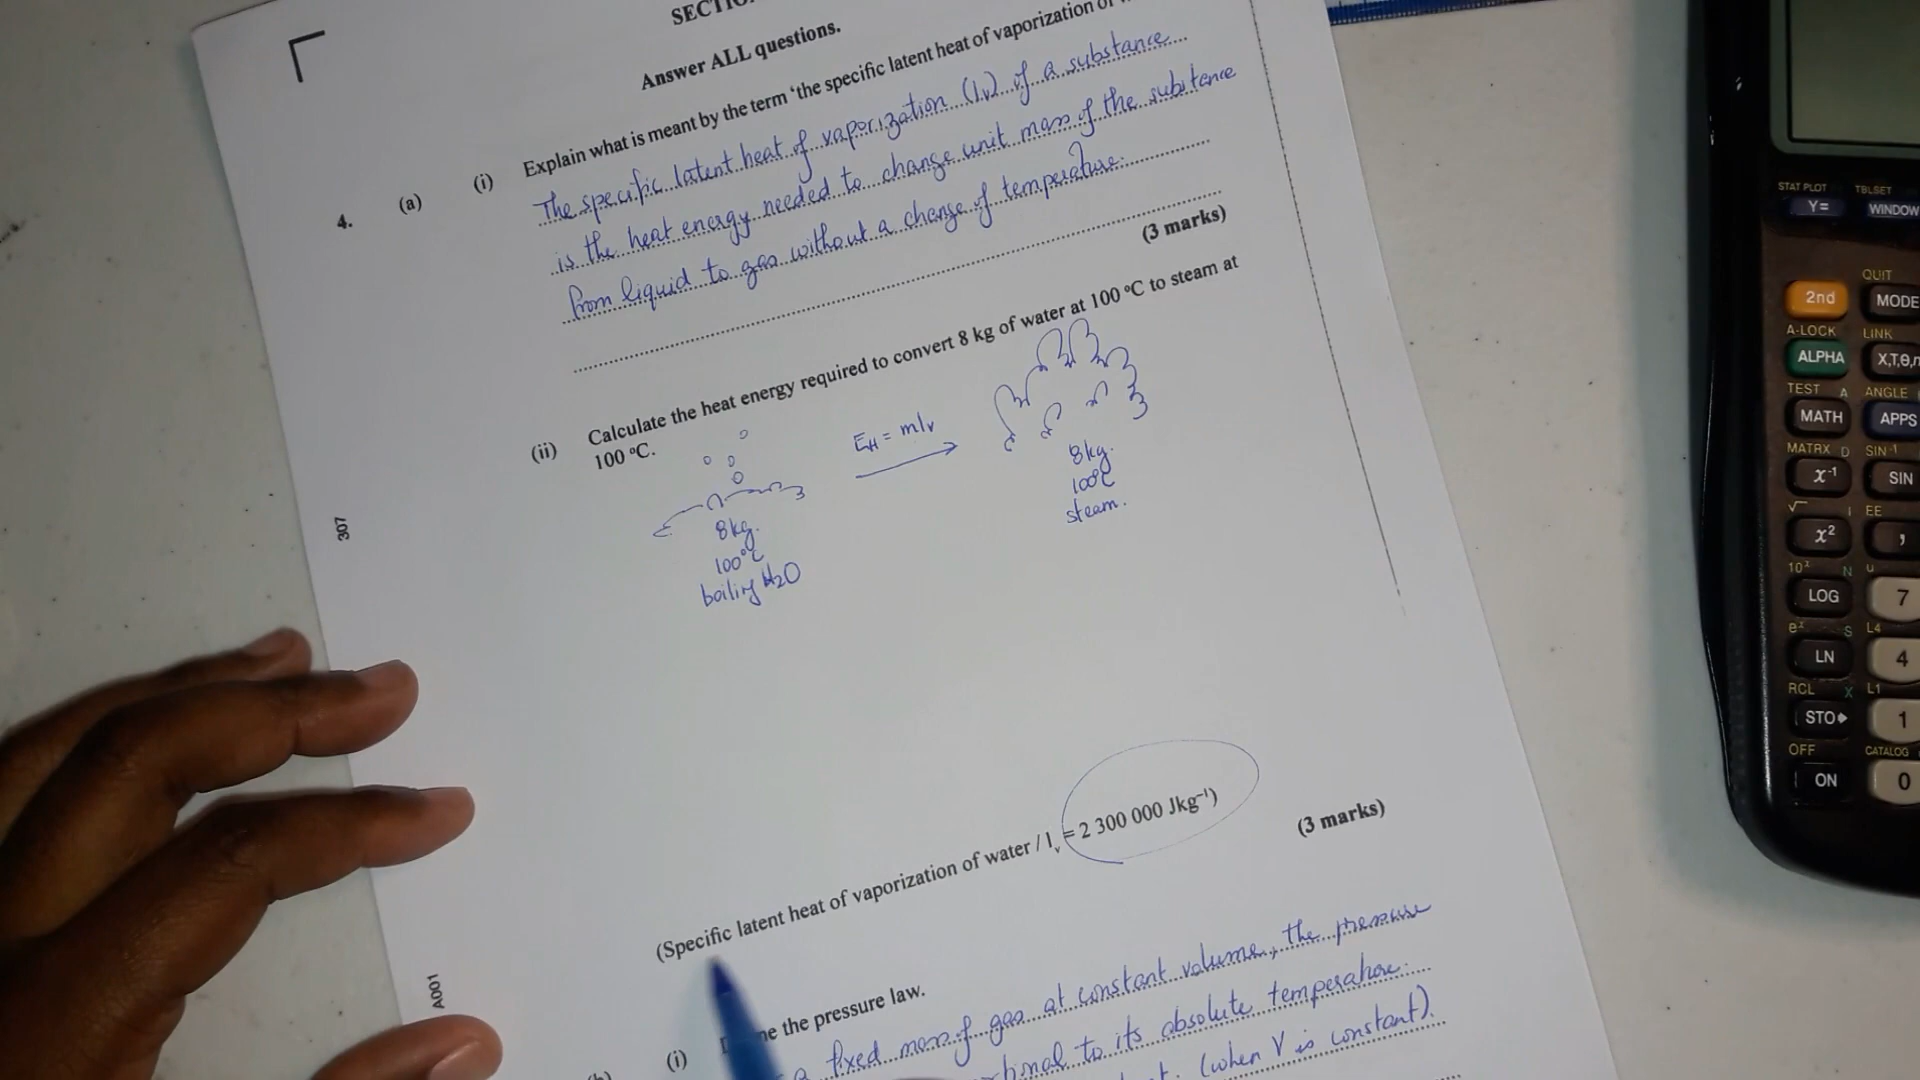 Answer ALL questions.
4. (a) (i) Explain what is meant by the term 'the specific latent heat of vaporization
The specific latent heat of vaporization (lv) of a substance
is the heat energy needed to change unit mass of the substance
from liquid to gas without a change of temperature.
(3 marks)
(ii) Calculate the heat energy required to convert 8 kg of water at 100 °C to steam at
100 °C.
EH = mlv
8kg.
100°C
boiling H2O
8kg.
100°C
steam.
307
(Specific latent heat of vaporization of water / lv = 2 300 000 Jkg⁻¹)
(3 marks)
A001
(i) the pressure law.
a fixed mass of gas at constant volume, the pressure
to its absolute temperature.
(when V is constant).
STAT PLOT TBLSET
Y= WINDOW
QUIT
2nd MODE
A-LOCK LINK
ALPHA X,T,θ,n
TEST A ANGLE
MATH APPS
MATRX D SIN⁻¹
x⁻¹ SIN
√ I EE
x² ,
10ˣ N u
LOG 7
eˣ S L4
LN 4
RCL X L1
STO 1
OFF CATALOG
ON 0